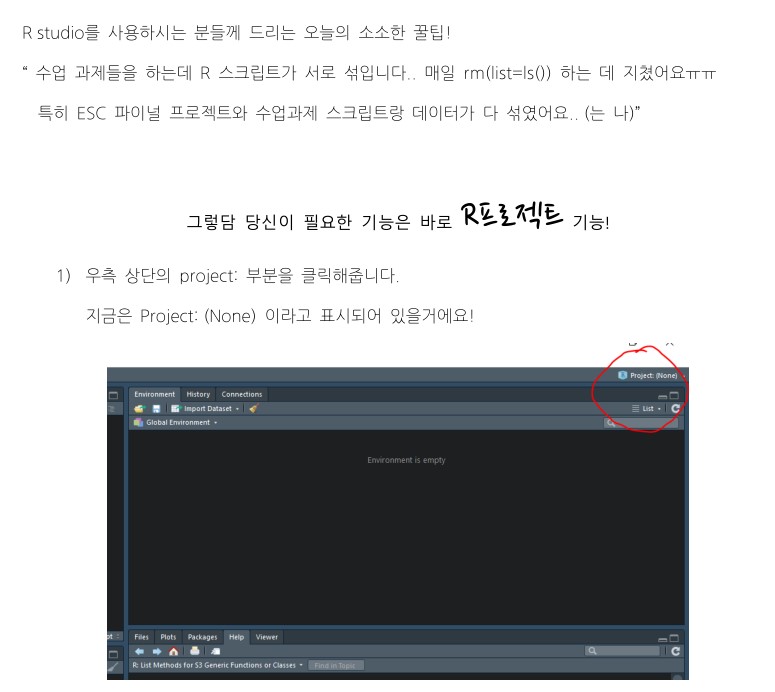 R studio를 사용하시는 분들께 드리는 오늘의 소소한 꿀팁!
“ 수업 과제들을 하는데 R 스크립트가 서로 섞입니다.. 매일 rm(list=ls()) 하는 데 지쳤어요ㅠㅠ
특히 ESC 파이널 프로젝트와 수업과제 스크립트랑 데이터가 다 섞였어요.. (는 나)”
그렇담 당신이 필요한 기능은 바로 R프로젝트 기능!
1) 우측 상단의 project: 부분을 클릭해줍니다.
지금은 Project: (None) 이라고 표시되어 있을거에요!
Project: (None)
Environment History Connections
Import Dataset
List
Global Environment
Environment is empty
Files Plots Packages Help Viewer
R: List Methods for S3 Generic Functions or Classes Find in Topic